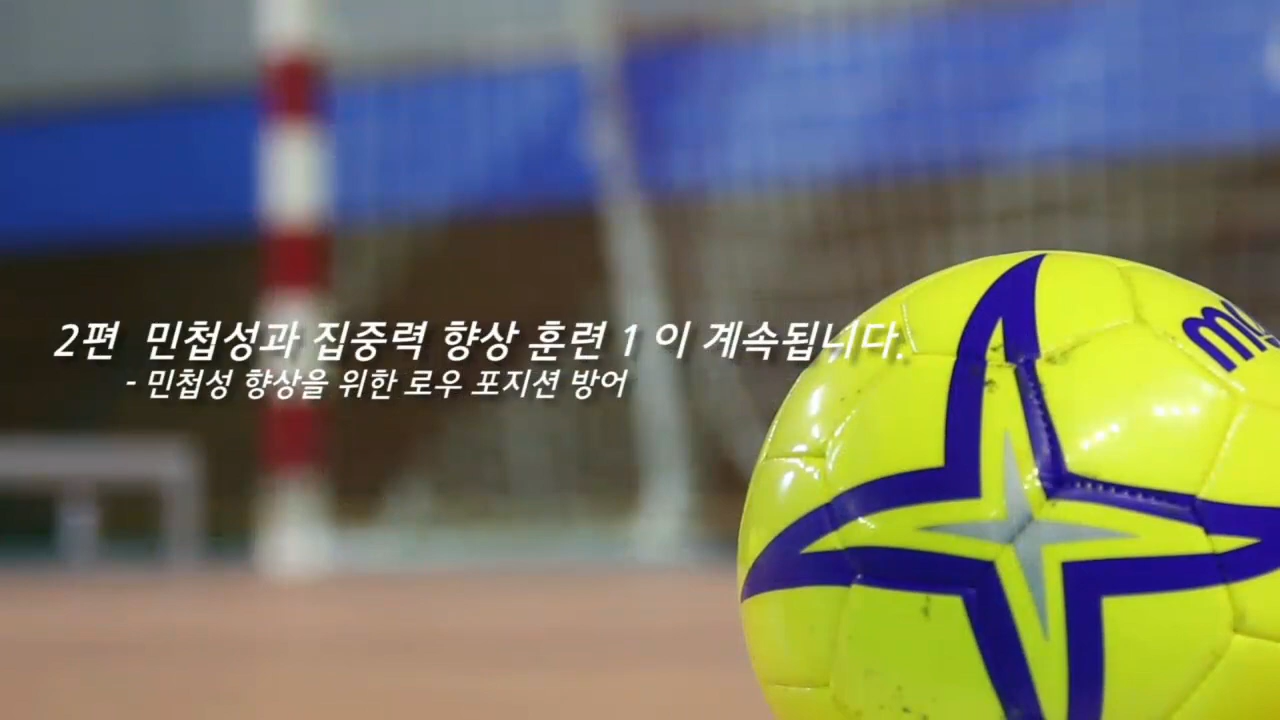 2편 민첩성과 집중력 향상 훈련 1 이 계속됩니다.
- 민첩성 향상을 위한 로우 포지션 방어